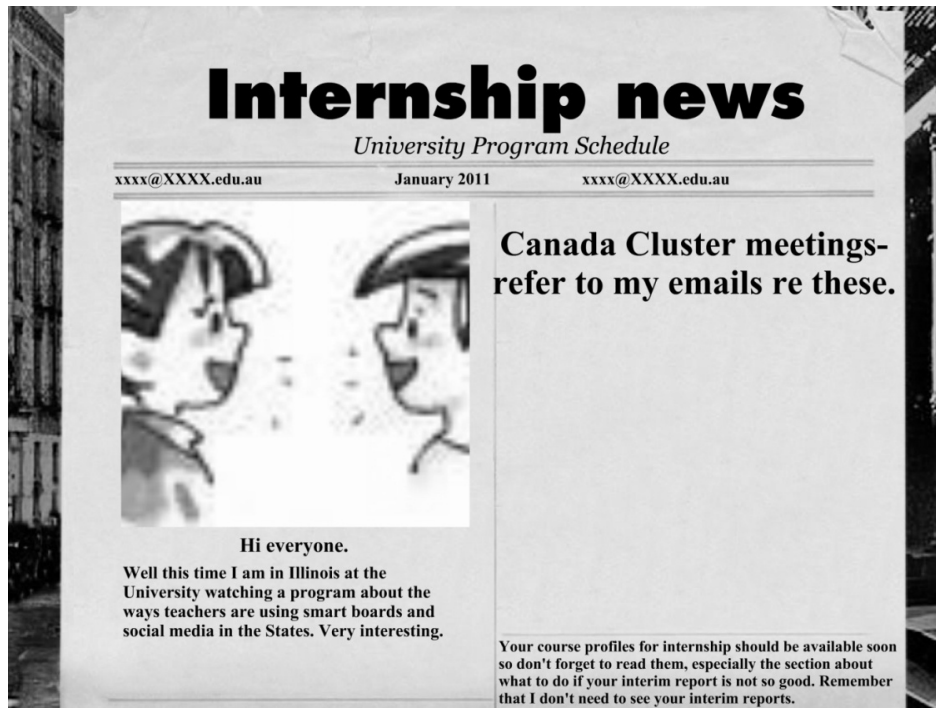 Internship news
University Program Schedule
xxxx@XXXX.edu.au January 2011 xxxx@XXXX.edu.au
Hi everyone.
Well this time I am in Illinois at the
University watching a program about the
ways teachers are using smart boards and
social media in the States. Very interesting.
Canada Cluster meetings-
refer to my emails re these.
Your course profiles for internship should be available soon
so don't forget to read them, especially the section about
what to do if your interim report is not so good. Remember
that I don't need to see your interim reports.